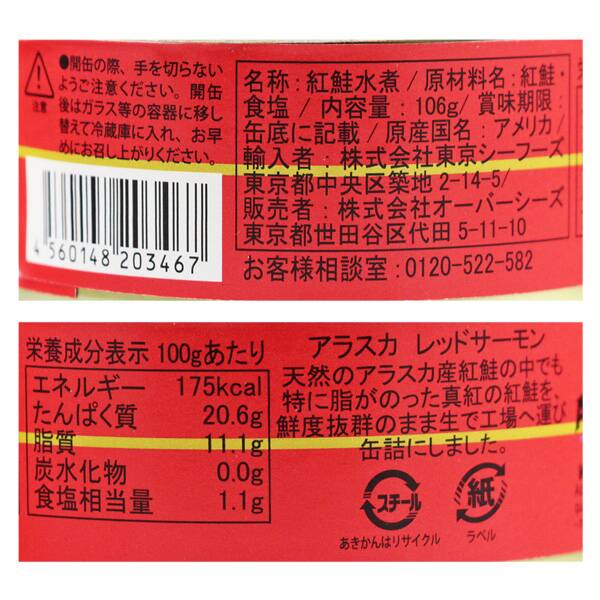 ●開缶の際、手を切らない
ようご注意ください。開缶
後はガラス等の容器に移し
替えて冷蔵庫に入れ、お早
めにお召し上がりください。
注意
4 560148 203467
名称：紅鮭水煮/原材料名：紅鮭・
食塩/内容量：106g/賞味期限：
缶底に記載/原産国名：アメリカ/
輸入者：株式会社東京シーフーズ
東京都中央区築地 2-14-5/
販売者：株式会社オーバーシーズ
東京都世田谷区代田 5-11-10
お客様相談室：0120-522-582
栄養成分表示 100gあたり
エネルギー 175kcal
たんぱく質 20.6g
脂質 11.1g
炭水化物 0.0g
食塩相当量 1.1g
アラスカ レッドサーモン
天然のアラスカ産紅鮭の中でも
特に脂がのった真紅の紅鮭を、
鮮度抜群のまま生で工場へ運び
缶詰にしました。
スチール
あきかんはリサイクル
紙
ラベル